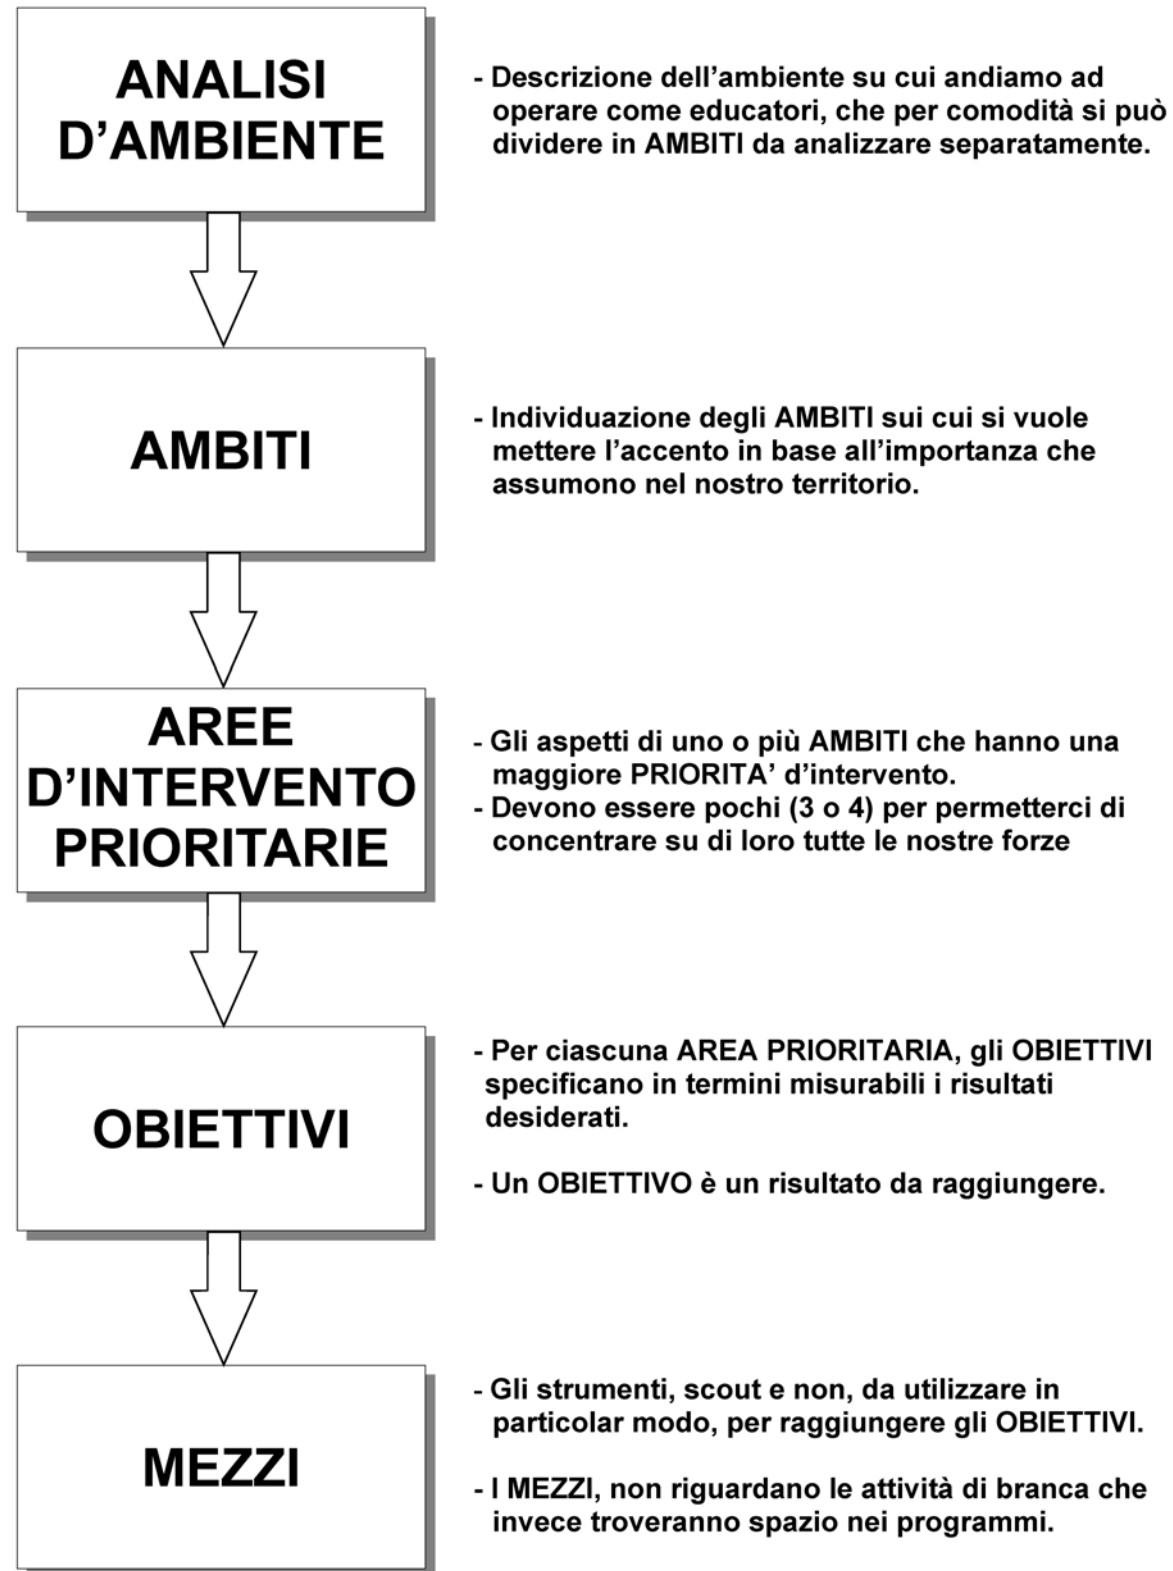 ANALISI
D’AMBIENTE
- Descrizione dell’ambiente su cui andiamo ad
operare come educatori, che per comodità si può
dividere in AMBITI da analizzare separatamente.
AMBITI
- Individuazione degli AMBITI sui cui si vuole
mettere l’accento in base all’importanza che
assumono nel nostro territorio.
AREE
D’INTERVENTO
PRIORITARIE
- Gli aspetti di uno o più AMBITI che hanno una
maggiore PRIORITA’ d’intervento.
- Devono essere pochi (3 o 4) per permetterci di
concentrare su di loro tutte le nostre forze
OBIETTIVI
- Per ciascuna AREA PRIORITARIA, gli OBIETTIVI
specificano in termini misurabili i risultati
desiderati.
- Un OBIETTIVO è un risultato da raggiungere.
MEZZI
- Gli strumenti, scout e non, da utilizzare in
particolar modo, per raggiungere gli OBIETTIVI.
- I MEZZI, non riguardano le attività di branca che
invece troveranno spazio nei programmi.